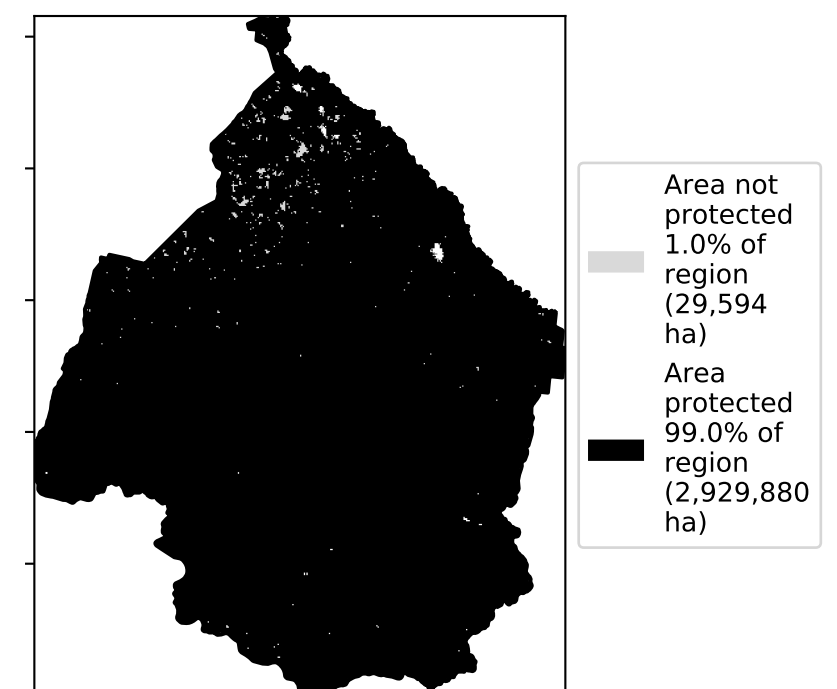 Area not
protected
1.0% of
region
(29,594
ha)
Area
protected
99.0% of
region
(2,929,880
ha)